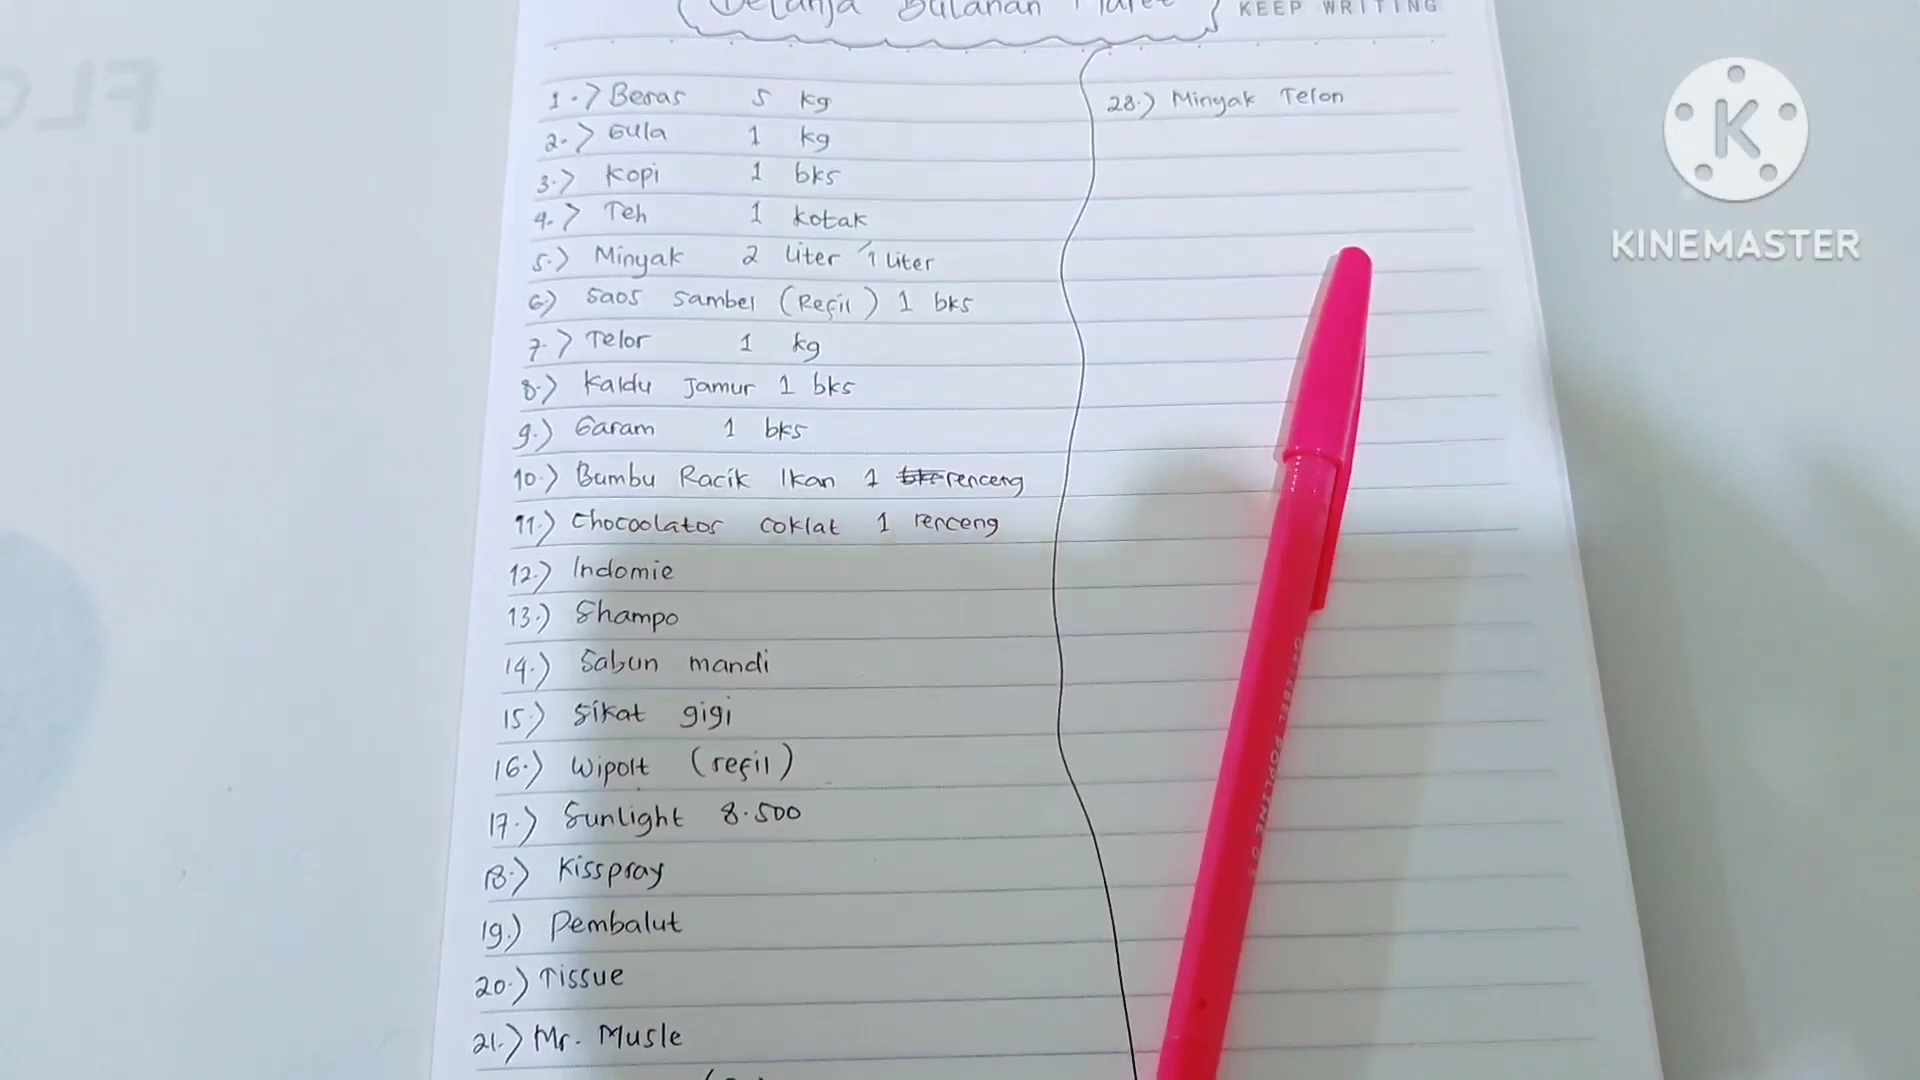 Belanja Bulanan Maret
KEEP WRITING
1.) Beras 5 kg
2.) Gula 1 kg
3.) Kopi 1 bks
4.) Teh 1 kotak
5.) Minyak 2 liter / 1 Liter
6.) Saos sambel (Refil) 1 bks
7.) Telor 1 kg
8.) Kaldu Jamur 1 bks
9.) Garam 1 bks
10.) Bumbu Racik Ikan 1 renceng
11.) Chocoolatos coklat 1 renceng
12.) Indomie
13.) Shampo
14.) Sabun mandi
15.) Sikat gigi
16.) Wipolt (refil)
17.) Sunlight 8.500
18.) Kisspray
19.) Pembalut
20.) Tissue
21.) Mr. Musle
28.) Minyak Telon
KINEMASTER